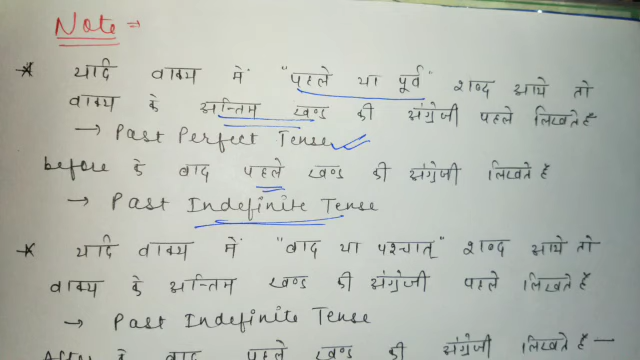 Note →
* यदि वाक्य में "पहले या पूर्व" शब्द आये तो
वाक्य के अन्तिम खण्ड की अंग्रेजी पहले लिखते हैं
→ Past Perfect Tense
before के बाद पहले खण्ड की अंग्रेजी लिखते हैं
→ Past Indefinite Tense
* यदि वाक्य में "बाद या पश्चात्" शब्द आये तो
वाक्य के अन्तिम खण्ड की अंग्रेजी पहले लिखते हैं
→ Past Indefinite Tense
After के बाद पहले खण्ड की अंग्रेजी लिखते हैं —